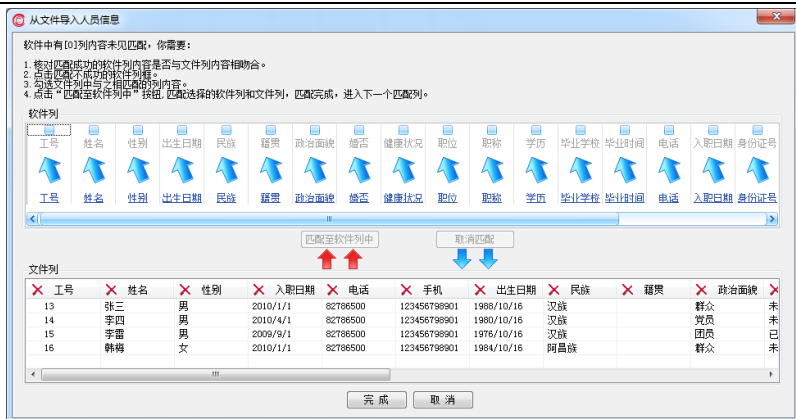 从文件导入人员信息
软件中有[0]列内容未见匹配，你需要：
1.核对匹配成功的软件列内容是否与文件列内容相吻合。
2.点击匹配不成功的软件列框。
3.勾选文件列中与之相匹配的列内容。
4.点击“匹配至软件列中”按钮,匹配选择的软件列和文件列，匹配完成，进入下一个匹配列。
软件列
工号 姓名 性别 出生日期 民族 籍贯 政治面貌 婚否 健康状况 职位 职称 学历 毕业学校 毕业时间 电话 入职日期 身份证号
工号 姓名 性别 出生日期 民族 籍贯 政治面貌 婚否 健康状况 职位 职称 学历 毕业学校 毕业时间 电话 入职日期 身份证号
匹配至软件列中 取消匹配
文件列
工号 姓名 性别 入职日期 电话 手机 出生日期 民族 籍贯 政治面貌
13 张三 男 2010/1/1 82786500 123456798901 1988/10/16 汉族 群众 未
14 李四 男 2010/4/1 82786500 123456798901 1980/10/16 汉族 党员 未
15 李雷 男 2009/9/1 82786500 123456798901 1976/10/16 汉族 团员 已
16 韩梅 女 2010/1/1 82786500 123456798901 1984/10/16 阿昌族 群众 未
完成 取消